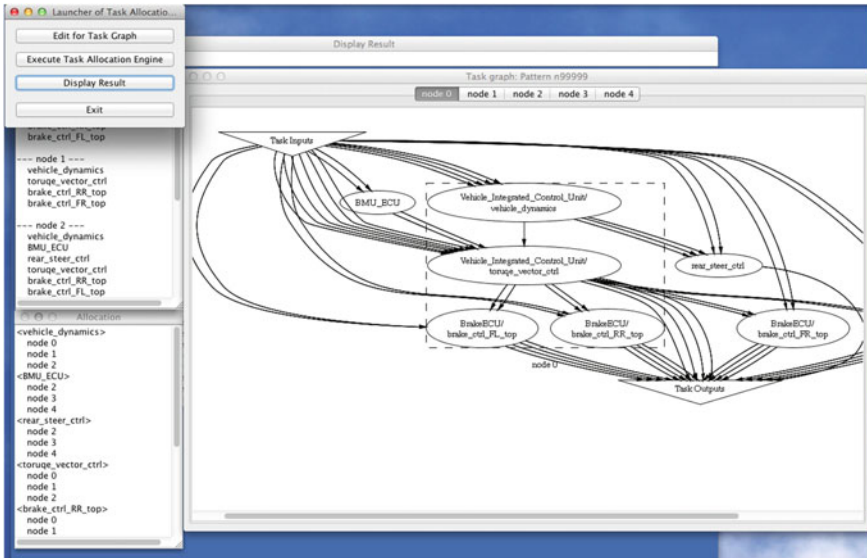 Launcher of Task Allocatio...
Edit for Task Graph
Execute Task Allocation Engine
Display Result
Exit
Display Result
brake_ctrl_FL_top
--- node 1 ---
vehicle_dynamics
toruqe_vector_ctrl
brake_ctrl_RR_top
brake_ctrl_FR_top
--- node 2 ---
vehicle_dynamics
BMU_ECU
rear_steer_ctrl
toruqe_vector_ctrl
brake_ctrl_RR_top
brake_ctrl_FL_top
Allocation
<vehicle_dynamics>
node 0
node 1
node 2
<BMU_ECU>
node 2
node 3
node 4
<rear_steer_ctrl>
node 2
node 3
node 4
<toruqe_vector_ctrl>
node 0
node 1
node 2
<brake_ctrl_RR_top>
node 0
node 1
Task graph: Pattern n99999
node 0 node 1 node 2 node 3 node 4
Task Inputs
BMU_ECU
Vehicle_Integrated_Control_Unit/
vehicle_dynamics
Vehicle_Integrated_Control_Unit/
toruqe_vector_ctrl
rear_steer_ctrl
BrakeECU/
brake_ctrl_FL_top
BrakeECU/
brake_ctrl_RR_top
BrakeECU/
brake_ctrl_FR_top
node 0
Task Outputs